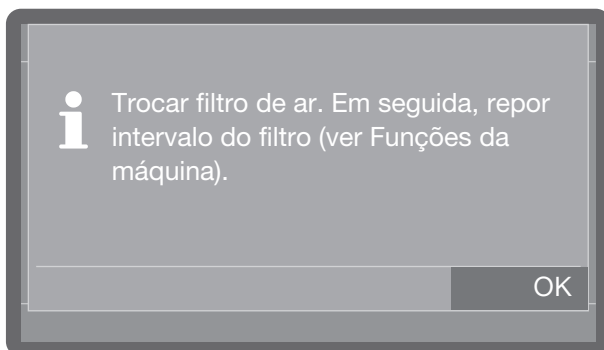 Trocar filtro de ar. Em seguida, repor
intervalo do filtro (ver Funções da
máquina).
OK